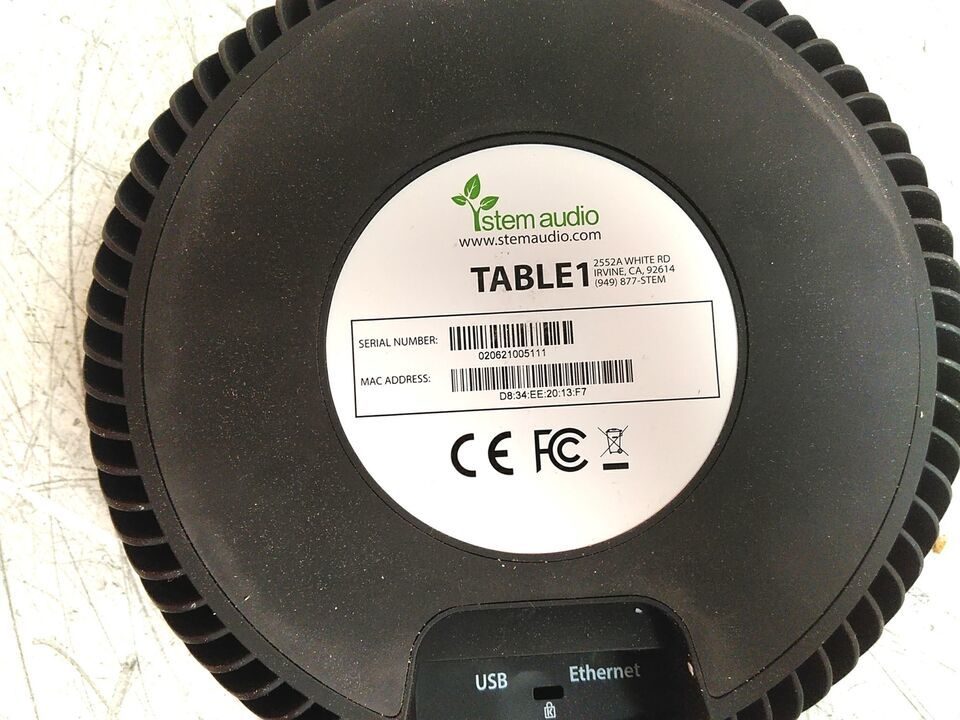 stem audio
www.stemaudio.com
TABLE1
2552A WHITE RD
IRVINE, CA, 92614
(949) 877-STEM
SERIAL NUMBER:
020621005111
MAC ADDRESS:
D8:34:EE:20:13:F7
CE FC
USB Ethernet
K